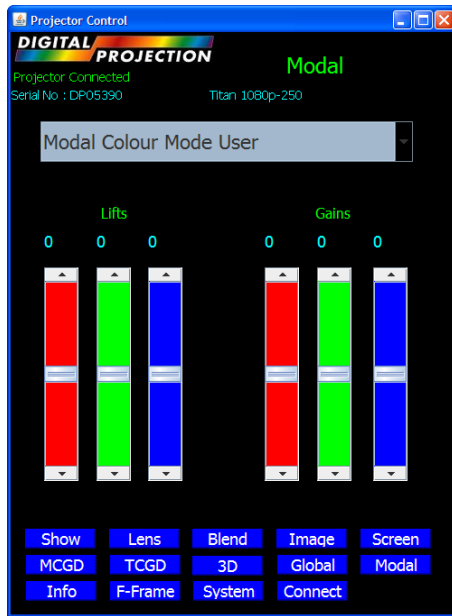 Projector Control
DIGITAL
PROJECTION
Modal
Projector Connected
Serial No : DP05390 Titan 1080p-250
Modal Colour Mode User
Lifts Gains
0 0 0 0 0 0
Show Lens Blend Image Screen
MCGD TCGD 3D Global Modal
Info F-Frame System Connect